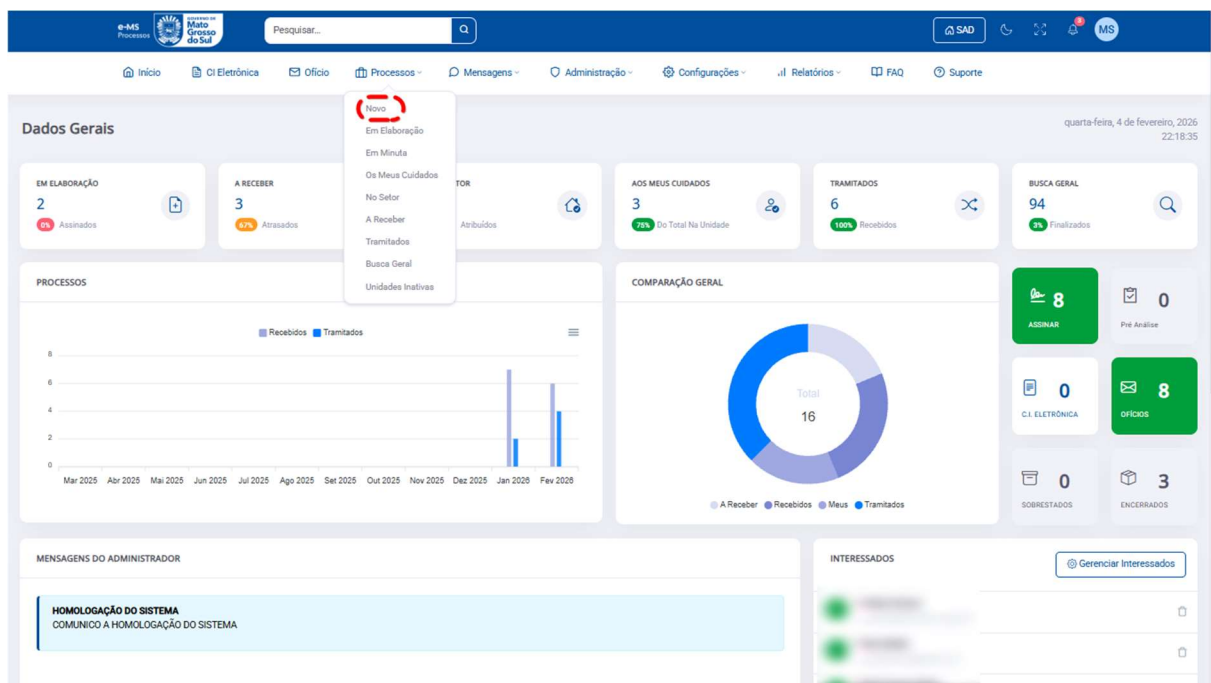 e-MS
Processos
GOVERNO DE
Mato
Grosso
do Sul
Pesquisar...
SAD
3
MS
Início
CI Eletrônica
Ofício
Processos
Mensagens
Administração
Configurações
Relatórios
FAQ
Suporte
Novo
Em Elaboração
Em Minuta
Os Meus Cuidados
No Setor
A Receber
Tramitados
Busca Geral
Unidades Inativas
Dados Gerais
quarta-feira, 4 de fevereiro, 2026
22:18:35
EM ELABORAÇÃO
2
0% Assinados
A RECEBER
3
67% Atrasados
TOR
Atribuídos
AOS MEUS CUIDADOS
3
75% Do Total Na Unidade
TRAMITADOS
6
100% Recebidos
BUSCA GERAL
94
3% Finalizados
PROCESSOS
Recebidos Tramitados
8
6
4
2
0
Mar 2025 Abr 2025 Mai 2025 Jun 2025 Jul 2025 Ago 2025 Set 2025 Out 2025 Nov 2025 Dez 2025 Jan 2026 Fev 2026
COMPARAÇÃO GERAL
Total
16
A Receber Recebidos Meus Tramitados
8
ASSINAR
0
Pré Análise
0
C.I. ELETRÔNICA
8
OFÍCIOS
0
SOBRESTADOS
3
ENCERRADOS
MENSAGENS DO ADMINISTRADOR
HOMOLOGAÇÃO DO SISTEMA
COMUNICO A HOMOLOGAÇÃO DO SISTEMA
INTERESSADOS
Gerenciar Interessados